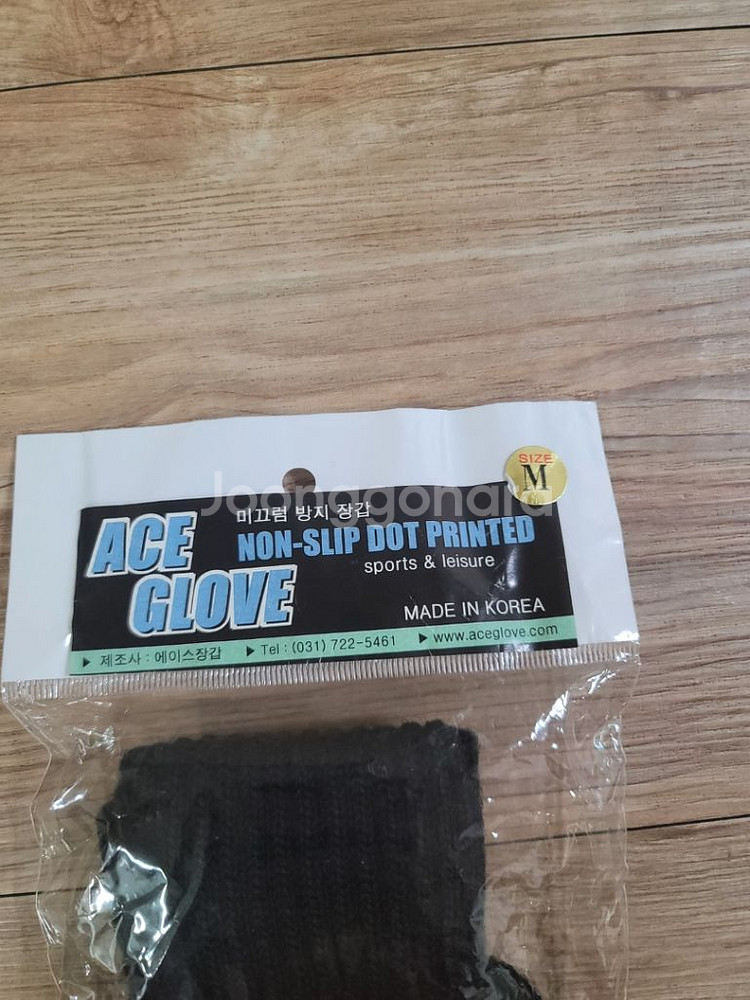 SIZE
M
Joonggonara
미끄럼 방지 장갑
ACE
GLOVE
NON-SLIP DOT PRINTED
sports & leisure
MADE IN KOREA
▶ 제조사 : 에이스장갑 ▶ Tel : (031) 722-5461 ▶ www.aceglove.com